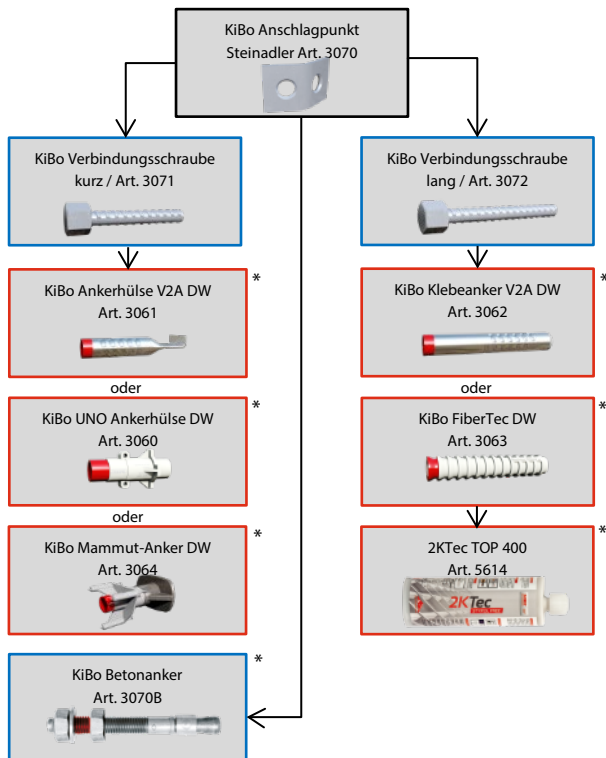 KiBo Anschlagpunkt
Steinadler Art. 3070
KiBo Verbindungsschraube
kurz / Art. 3071
KiBo Verbindungsschraube
lang / Art. 3072
*
KiBo Ankerhülse V2A DW
Art. 3061
*
KiBo Klebeanker V2A DW
Art. 3062
oder
oder
*
KiBo UNO Ankerhülse DW
Art. 3060
*
KiBo FiberTec DW
Art. 3063
oder
*
KiBo Mammut-Anker DW
Art. 3064
*
2KTec TOP 400
Art. 5614
2KTec
*
KiBo Betonanker
Art. 3070B